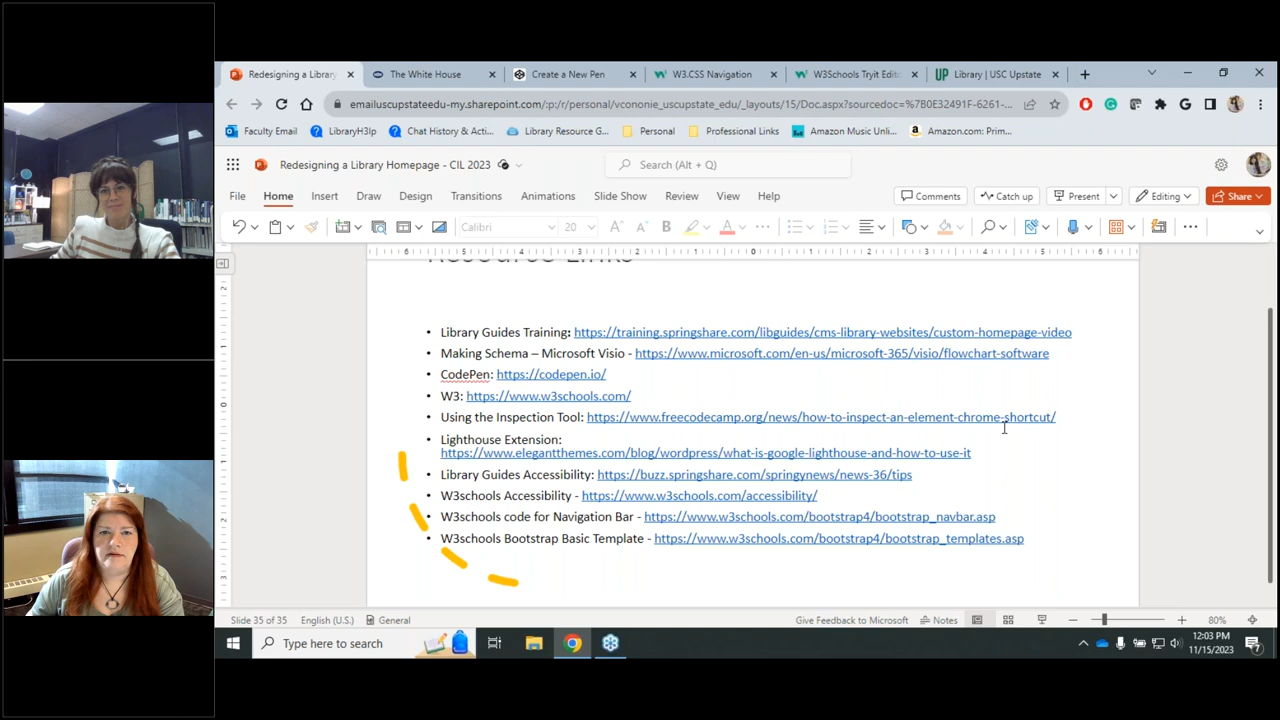 Redesigning a Library
The White House
Create a New Pen
W3.CSS Navigation
W3Schools Tryit Edit
Library | USC Upstate
emailuscupstateedu-my.sharepoint.com/:p:/r/personal/vcononie_uscupstate_edu/_layouts/15/Doc.aspx?sourcedoc=%7B0E32491F-6261-...
Faculty Email
LibraryH3lp
Chat History & Acti...
Library Resource G...
Personal
Professional Links
Amazon Music Unli...
Amazon.com: Prim...
Redesigning a Library Homepage - CIL 2023
Search (Alt + Q)
File Home Insert Draw Design Transitions Animations Slide Show Review View Help
Comments Catch up Present Editing Share
Calibri 20
Resource Links
• Library Guides Training: https://training.springshare.com/libguides/cms-library-websites/custom-homepage-video
• Making Schema – Microsoft Visio - https://www.microsoft.com/en-us/microsoft-365/visio/flowchart-software
• CodePen: https://codepen.io/
• W3: https://www.w3schools.com/
• Using the Inspection Tool: https://www.freecodecamp.org/news/how-to-inspect-an-element-chrome-shortcut/
• Lighthouse Extension:
https://www.elegantthemes.com/blog/wordpress/what-is-google-lighthouse-and-how-to-use-it
• Library Guides Accessibility: https://buzz.springshare.com/springynews/news-36/tips
• W3schools Accessibility - https://www.w3schools.com/accessibility/
• W3schools code for Navigation Bar - https://www.w3schools.com/bootstrap4/bootstrap_navbar.asp
• W3schools Bootstrap Basic Template - https://www.w3schools.com/bootstrap4/bootstrap_templates.asp
Slide 35 of 35 English (U.S.) General
Give Feedback to Microsoft Notes 80%
Type here to search
12:03 PM
11/15/2023
7